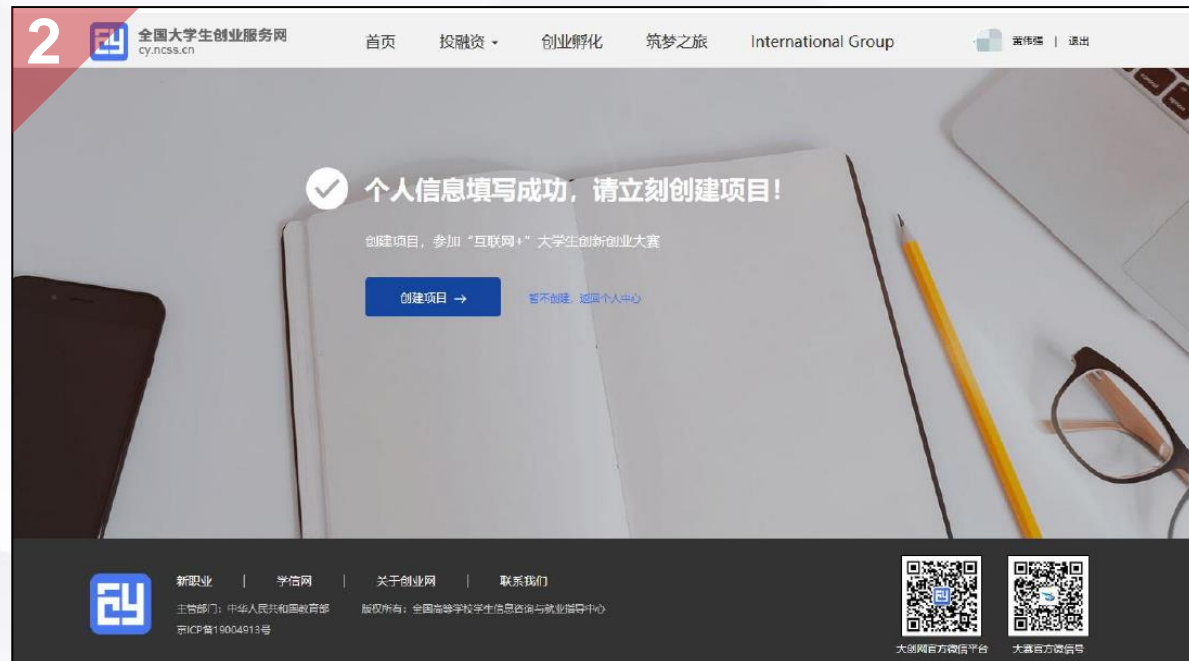 2
全国大学生创业服务网
cy.ncss.cn
首页 投融资 创业孵化 筑梦之旅 International Group 黄伟强 | 退出
个人信息填写成功，请立刻创建项目！
创建项目，参加“互联网+”大学生创新创业大赛
创建项目 →
暂不创建，返回个人中心
新职业 | 学信网 | 关于创业网 | 联系我们
主管部门：中华人民共和国教育部 版权所有：全国高等学校学生信息咨询与就业指导中心
京ICP备19004913号
大创网官方微信平台 大赛官方微信号